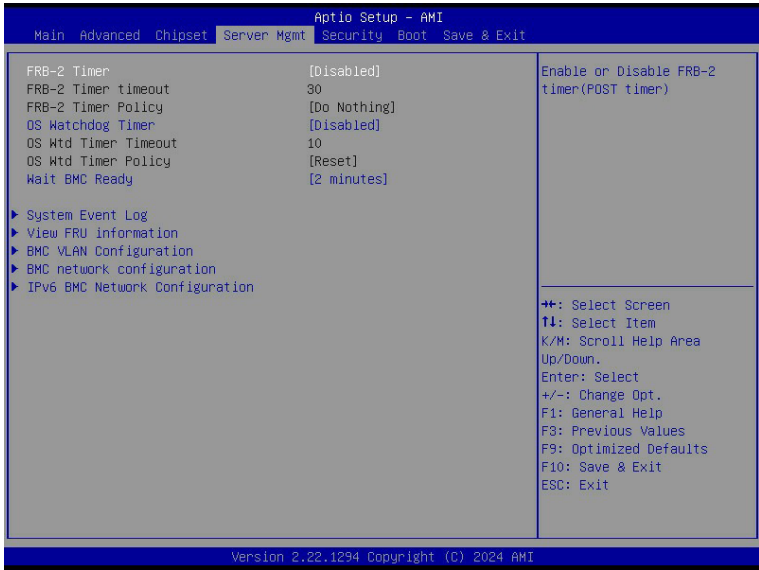 Aptio Setup – AMI
Main Advanced Chipset Server Mgmt Security Boot Save & Exit
FRB-2 Timer [Disabled]
FRB-2 Timer timeout 30
FRB-2 Timer Policy [Do Nothing]
OS Watchdog Timer [Disabled]
OS Wtd Timer Timeout 10
OS Wtd Timer Policy [Reset]
Wait BMC Ready [2 minutes]
System Event Log
View FRU information
BMC VLAN Configuration
BMC network configuration
IPv6 BMC Network Configuration
Enable or Disable FRB-2
timer(POST timer)
→←: Select Screen
↑↓: Select Item
K/M: Scroll Help Area
Up/Down.
Enter: Select
+/-: Change Opt.
F1: General Help
F3: Previous Values
F9: Optimized Defaults
F10: Save & Exit
ESC: Exit
Version 2.22.1294 Copyright (C) 2024 AMI